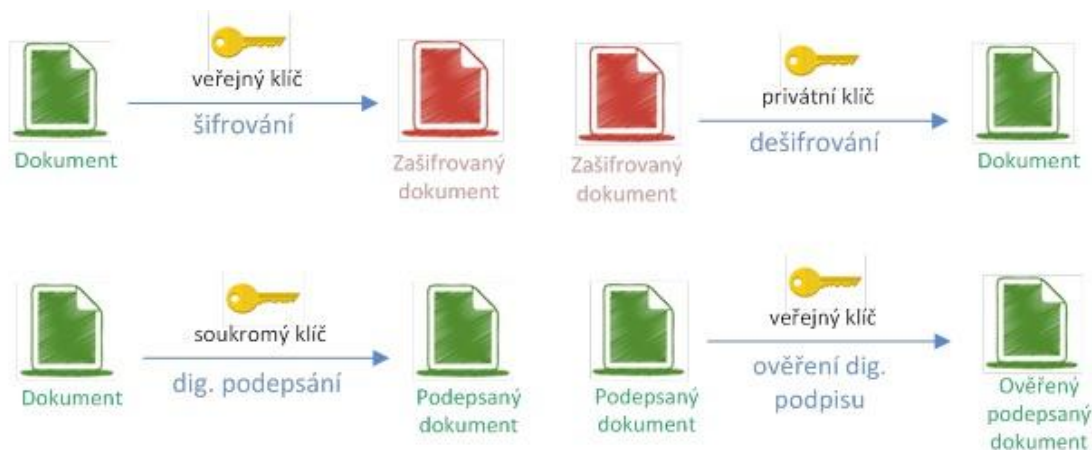 veřejný klíč
šifrování
Dokument
Zašifrovaný
dokument
privátní klíč
dešifrování
Zašifrovaný
dokument
Dokument
soukromý klíč
dig. podepsání
Dokument
Podepsaný
dokument
veřejný klíč
ověření dig.
podpisu
Podepsaný
dokument
Ověřený
podepsaný
dokument